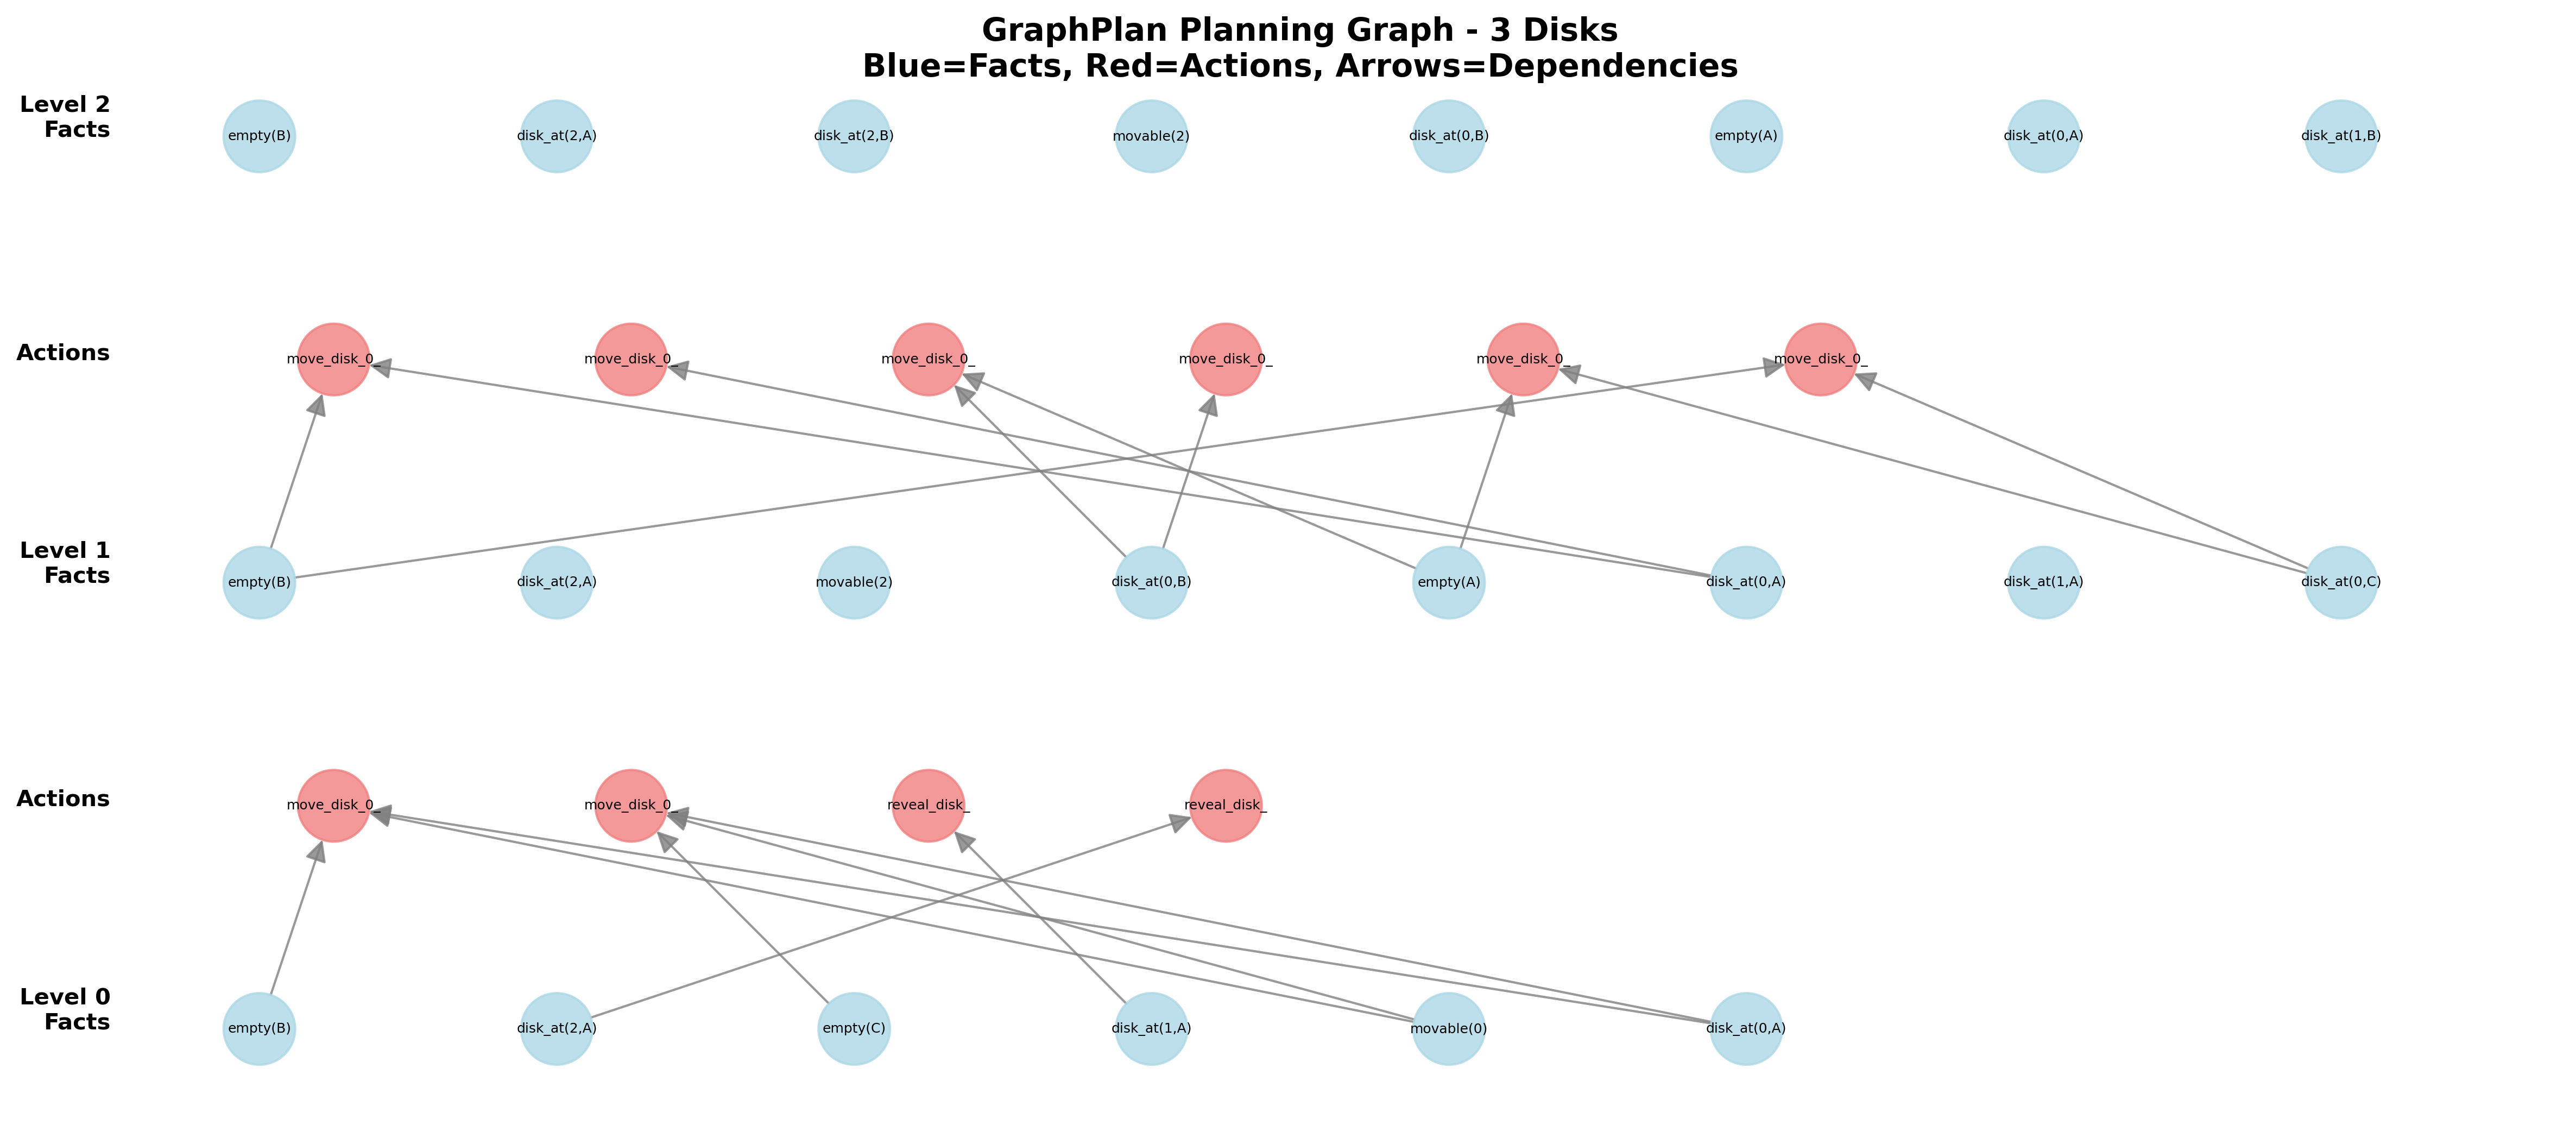 GraphPlan Planning Graph - 3 Disks
Blue=Facts, Red=Actions, Arrows=Dependencies
Level 2
Facts
empty(B) disk_at(2,A) disk_at(2,B) movable(2) disk_at(0,B) empty(A) disk_at(0,A) disk_at(1,B)
Actions
move_disk_0_ move_disk_0_ move_disk_0_ move_disk_0_ move_disk_0_ move_disk_0_
Level 1
Facts
empty(B) disk_at(2,A) movable(2) disk_at(0,B) empty(A) disk_at(0,A) disk_at(1,A) disk_at(0,C)
Actions
move_disk_0_ move_disk_0_ reveal_disk_ reveal_disk_
Level 0
Facts
empty(B) disk_at(2,A) empty(C) disk_at(1,A) movable(0) disk_at(0,A)